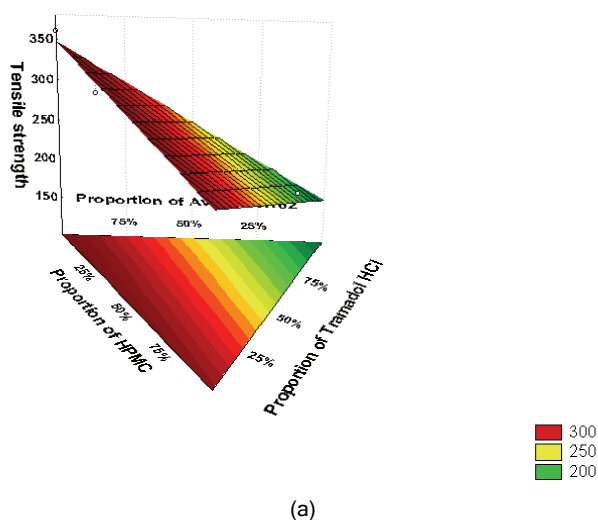 350
300
250
200
150
Tensile strength
Proportion of
75% 50% 25%
25%
50%
75%
Proportion of HPMC
75%
50%
25%
Proportion of Tramadol HCl
300
250
200
(a)